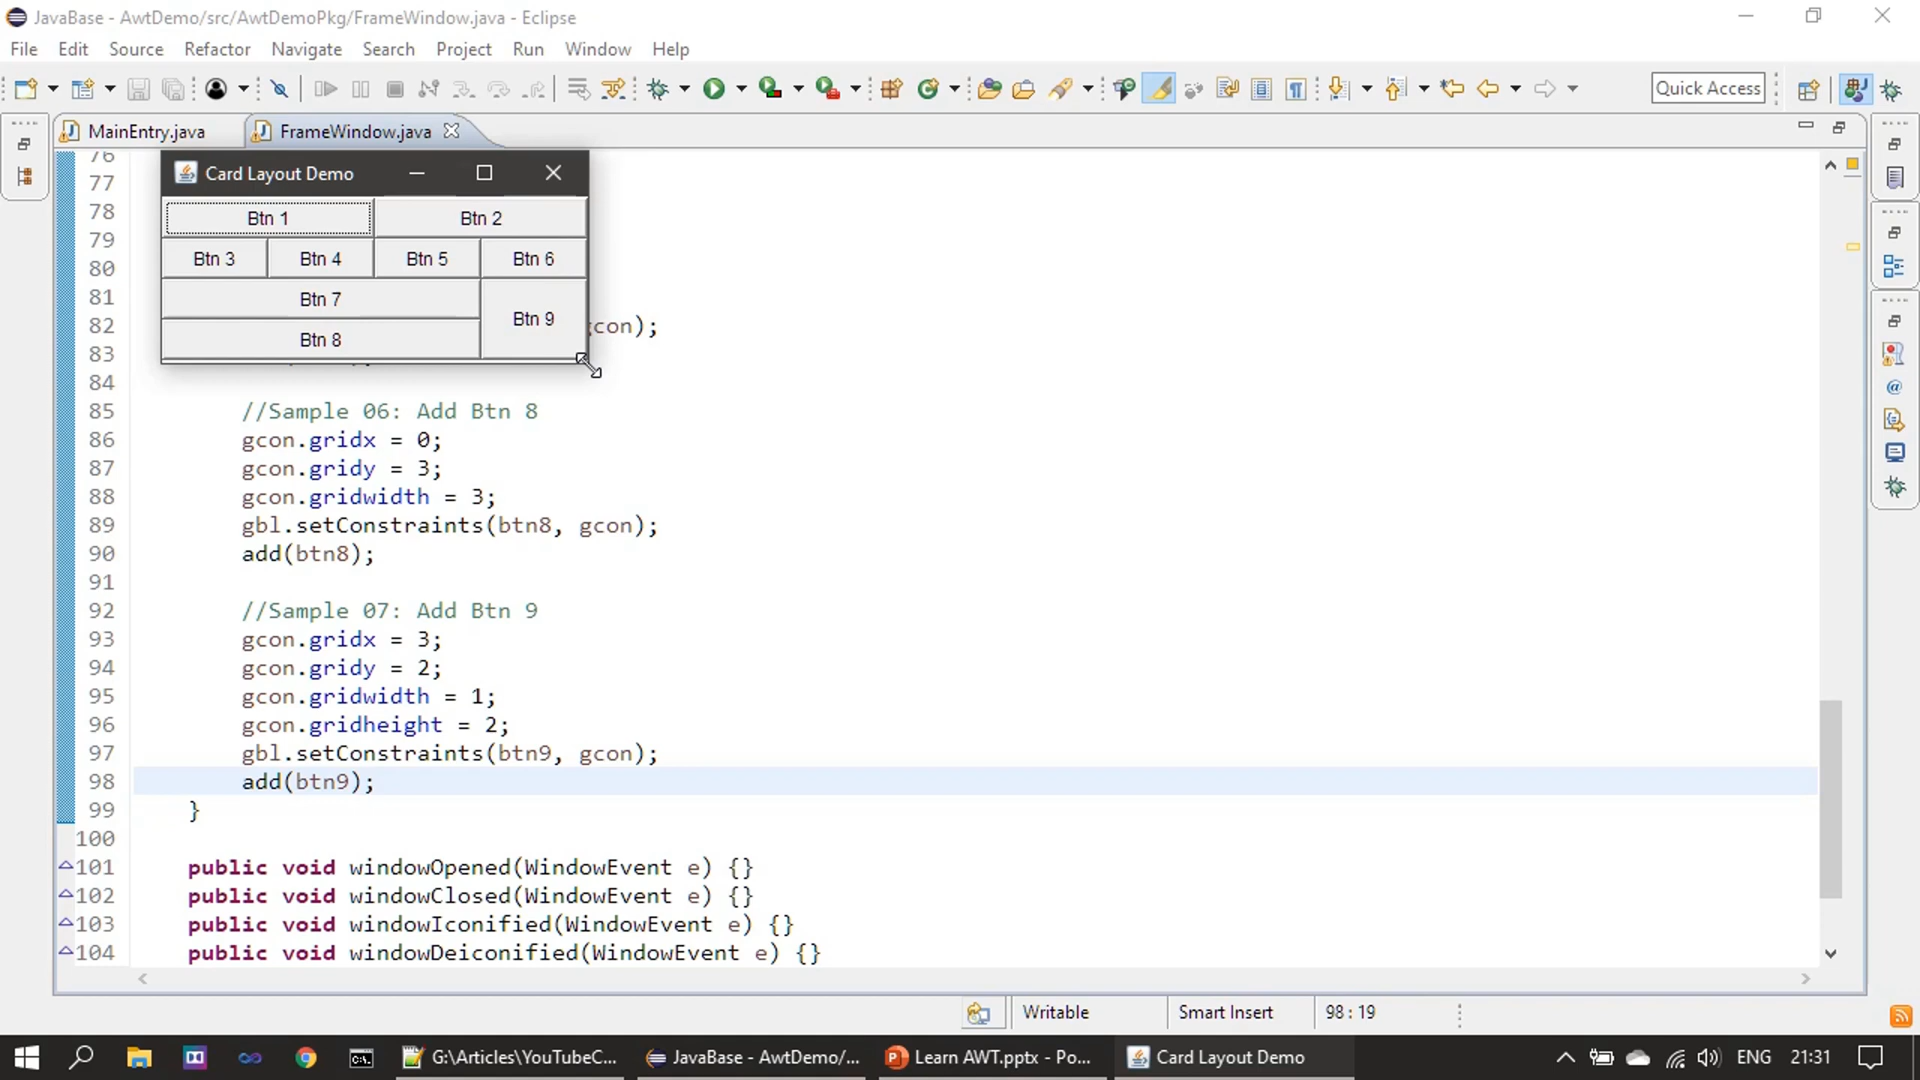 JavaBase - AwtDemo/src/AwtDemoPkg/FrameWindow.java - Eclipse
File Edit Source Refactor Navigate Search Project Run Window Help
Quick Access
MainEntry.java FrameWindow.java
Card Layout Demo
Btn 1 Btn 2
Btn 3 Btn 4 Btn 5 Btn 6
Btn 7
Btn 8
Btn 9
76
77
78
79
80
81
82 gcon);
83
84
85 //Sample 06: Add Btn 8
86 gcon.gridx = 0;
87 gcon.gridy = 3;
88 gcon.gridwidth = 3;
89 gbl.setConstraints(btn8, gcon);
90 add(btn8);
91
92 //Sample 07: Add Btn 9
93 gcon.gridx = 3;
94 gcon.gridy = 2;
95 gcon.gridwidth = 1;
96 gcon.gridheight = 2;
97 gbl.setConstraints(btn9, gcon);
98 add(btn9);
99 }
100
101 public void windowOpened(WindowEvent e) {}
102 public void windowClosed(WindowEvent e) {}
103 public void windowIconified(WindowEvent e) {}
104 public void windowDeiconified(WindowEvent e) {}
Writable Smart Insert 98 : 19
G:\Articles\YouTubeC... JavaBase - AwtDemo/... Learn AWT.pptx - Po... Card Layout Demo ENG 21:31